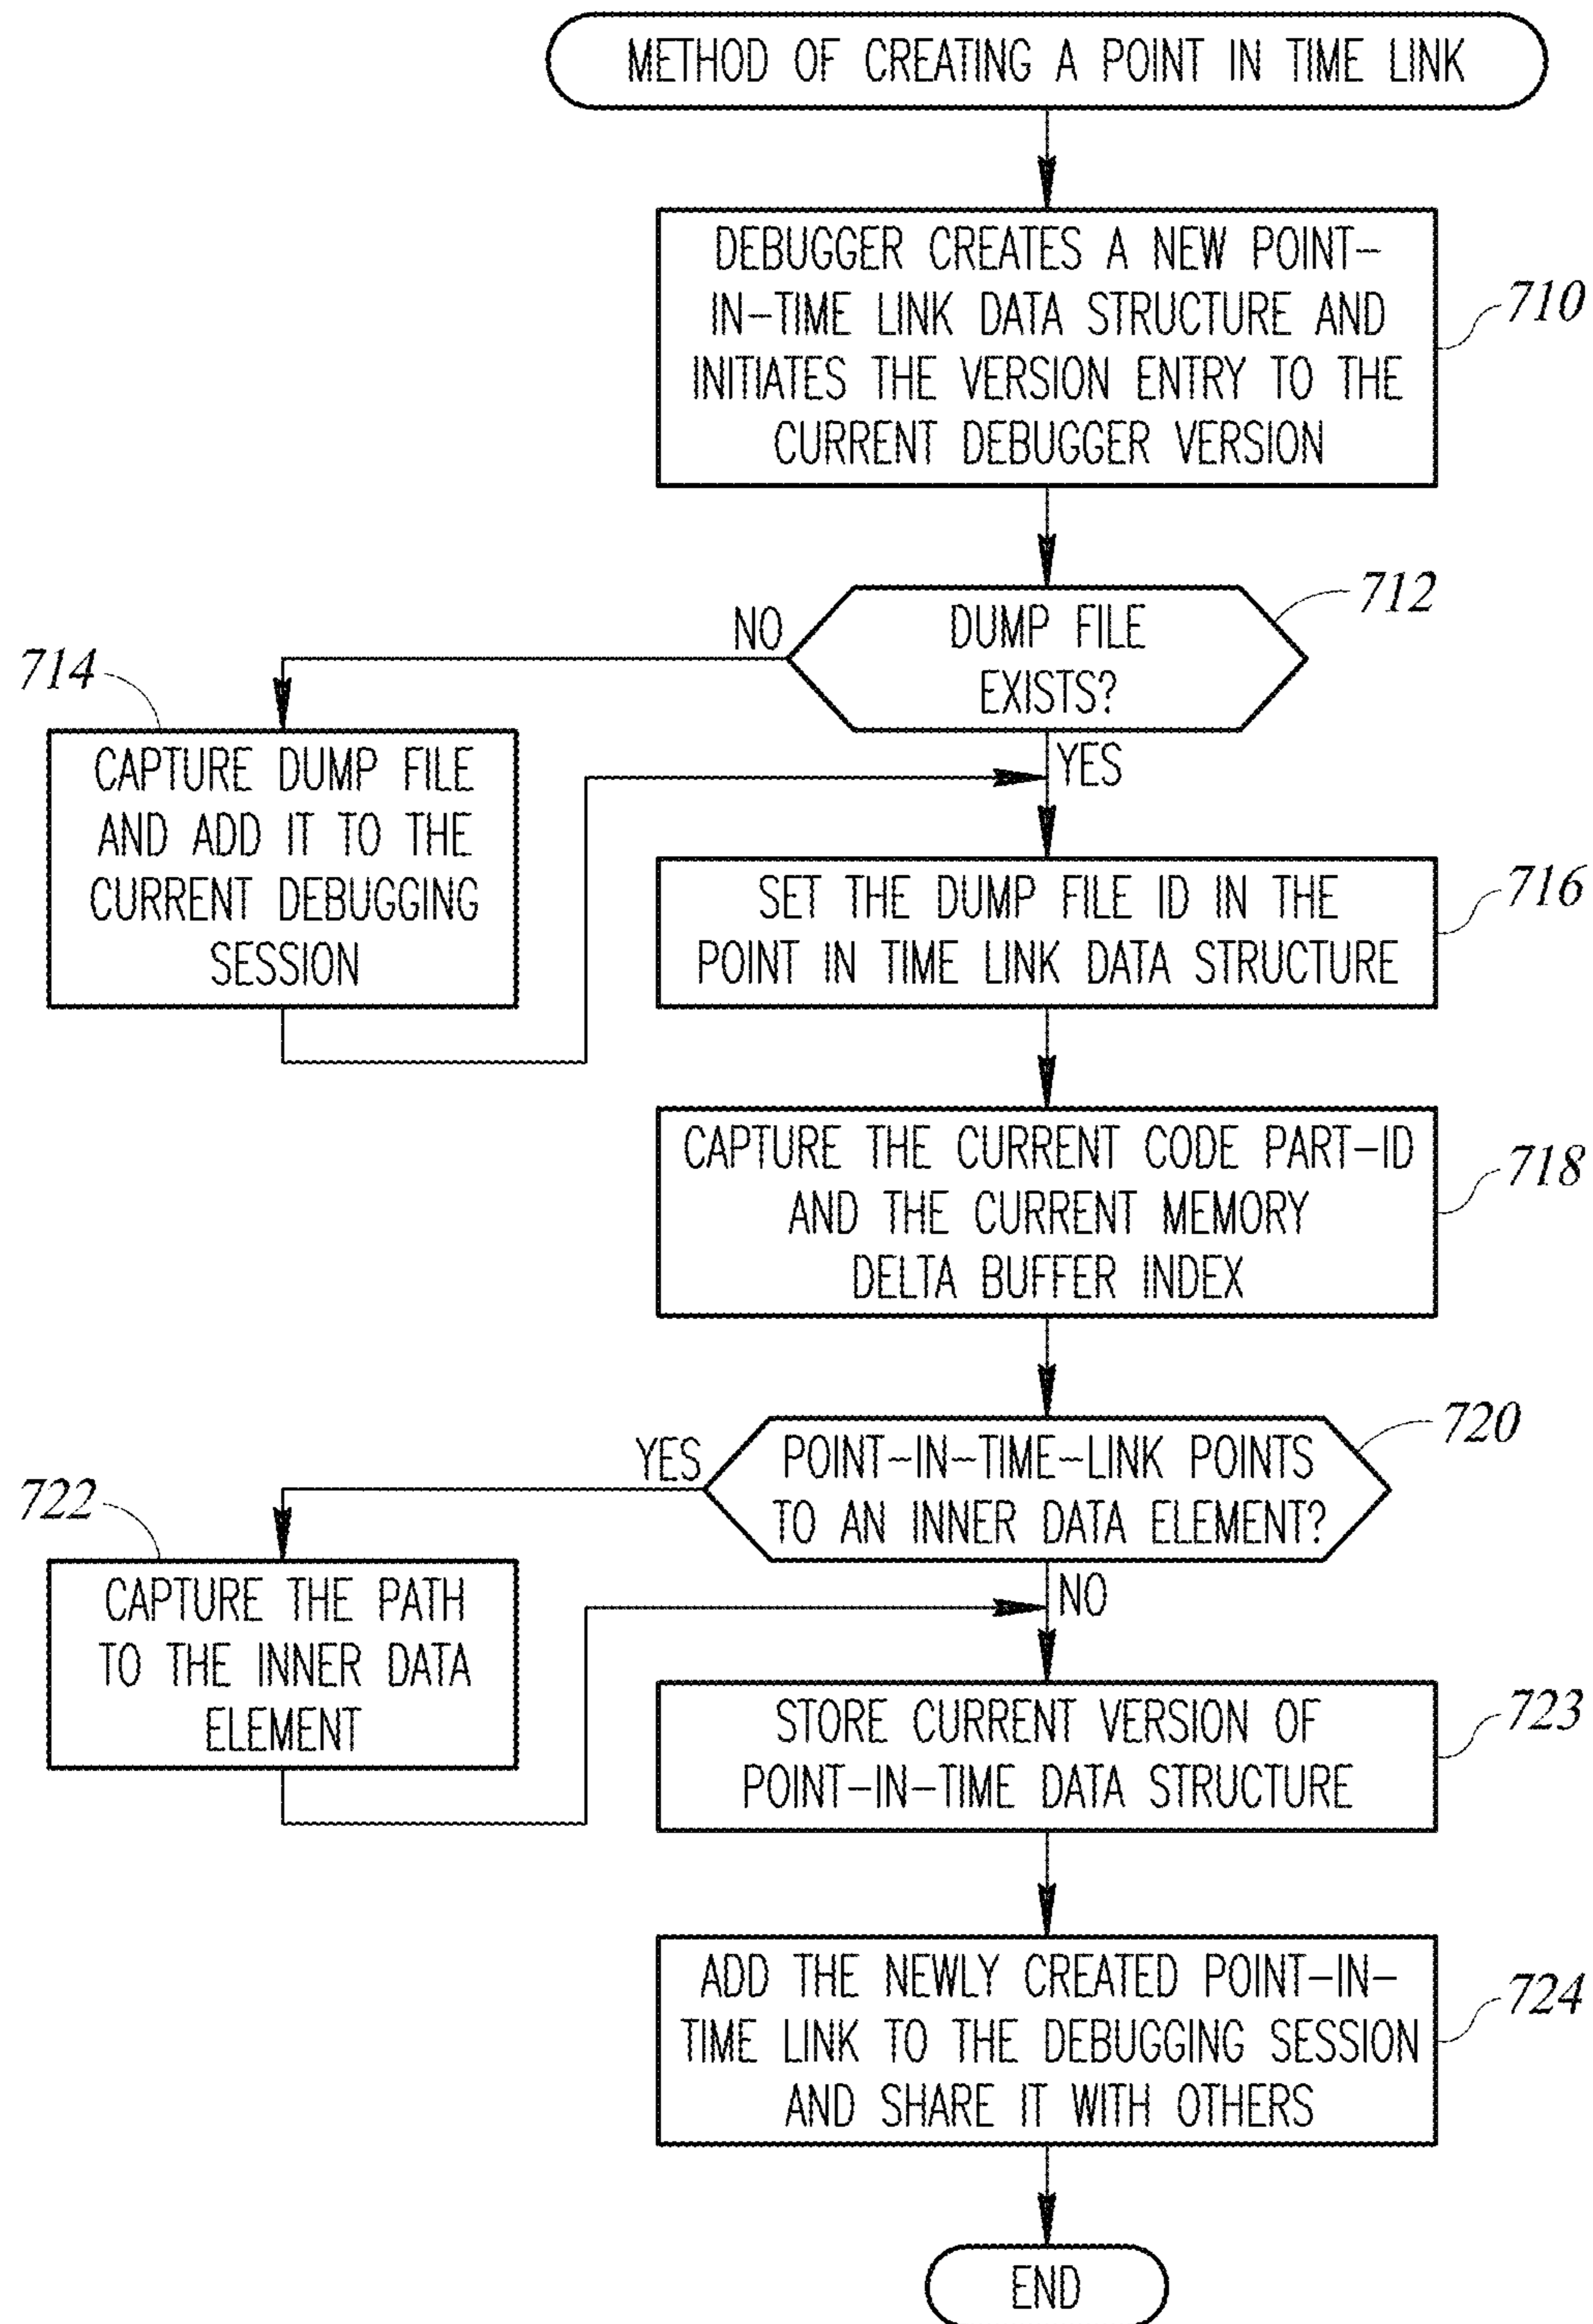 METHOD OF CREATING A POINT IN TIME LINK
DEBUGGER CREATES A NEW POINT-
IN-TIME LINK DATA STRUCTURE AND
INITIATES THE VERSION ENTRY TO THE
CURRENT DEBUGGER VERSION
710
DUMP FILE
EXISTS?
712
NO
YES
714
CAPTURE DUMP FILE
AND ADD IT TO THE
CURRENT DEBUGGING
SESSION
SET THE DUMP FILE ID IN THE
POINT IN TIME LINK DATA STRUCTURE
716
CAPTURE THE CURRENT CODE PART-ID
AND THE CURRENT MEMORY
DELTA BUFFER INDEX
718
POINT-IN-TIME-LINK POINTS
TO AN INNER DATA ELEMENT?
720
YES
NO
722
CAPTURE THE PATH
TO THE INNER DATA
ELEMENT
STORE CURRENT VERSION OF
POINT-IN-TIME DATA STRUCTURE
723
ADD THE NEWLY CREATED POINT-IN-
TIME LINK TO THE DEBUGGING SESSION
AND SHARE IT WITH OTHERS
724
END